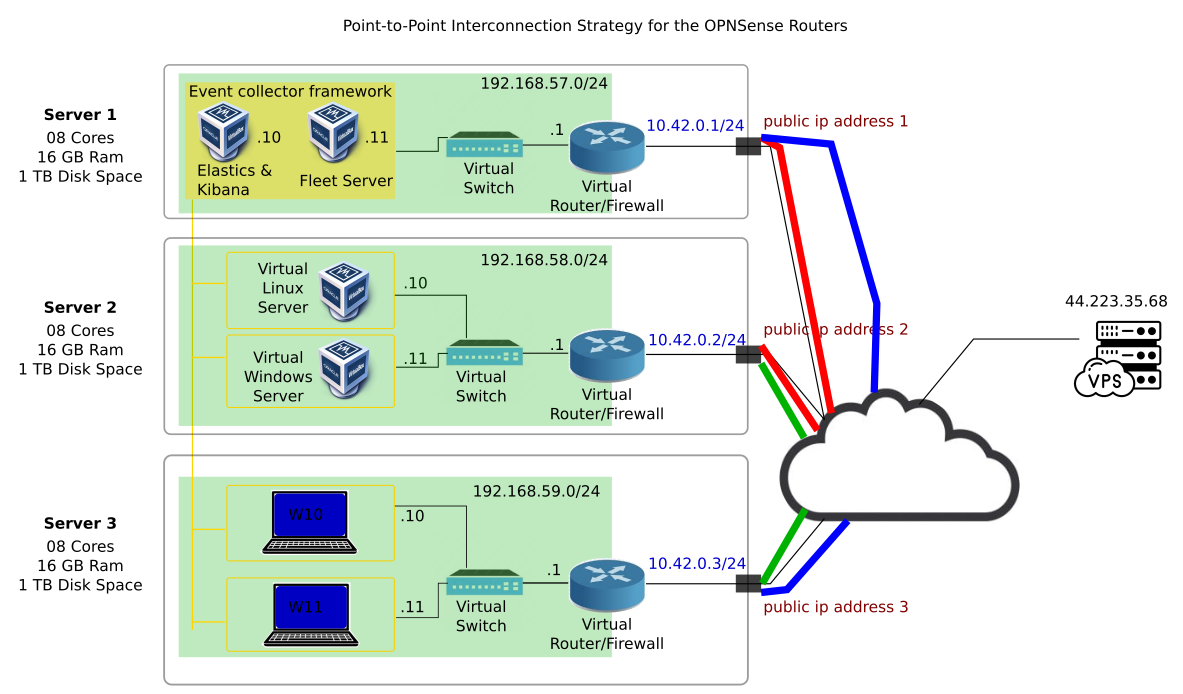 Point-to-Point Interconnection Strategy for the OPNSense Routers
Server 1
08 Cores
16 GB Ram
1 TB Disk Space
Event collector framework
.10
.11
Elastics &
Kibana
Fleet Server
192.168.57.0/24
Virtual
Switch
.1
Virtual
Router/Firewall
10.42.0.1/24
public ip address 1
Server 2
08 Cores
16 GB Ram
1 TB Disk Space
Virtual
Linux
Server
.10
Virtual
Windows
Server
.11
192.168.58.0/24
Virtual
Switch
.1
Virtual
Router/Firewall
10.42.0.2/24
public ip address 2
44.223.35.68
VPS
Server 3
08 Cores
16 GB Ram
1 TB Disk Space
W10
.10
W11
.11
192.168.59.0/24
Virtual
Switch
.1
Virtual
Router/Firewall
10.42.0.3/24
public ip address 3